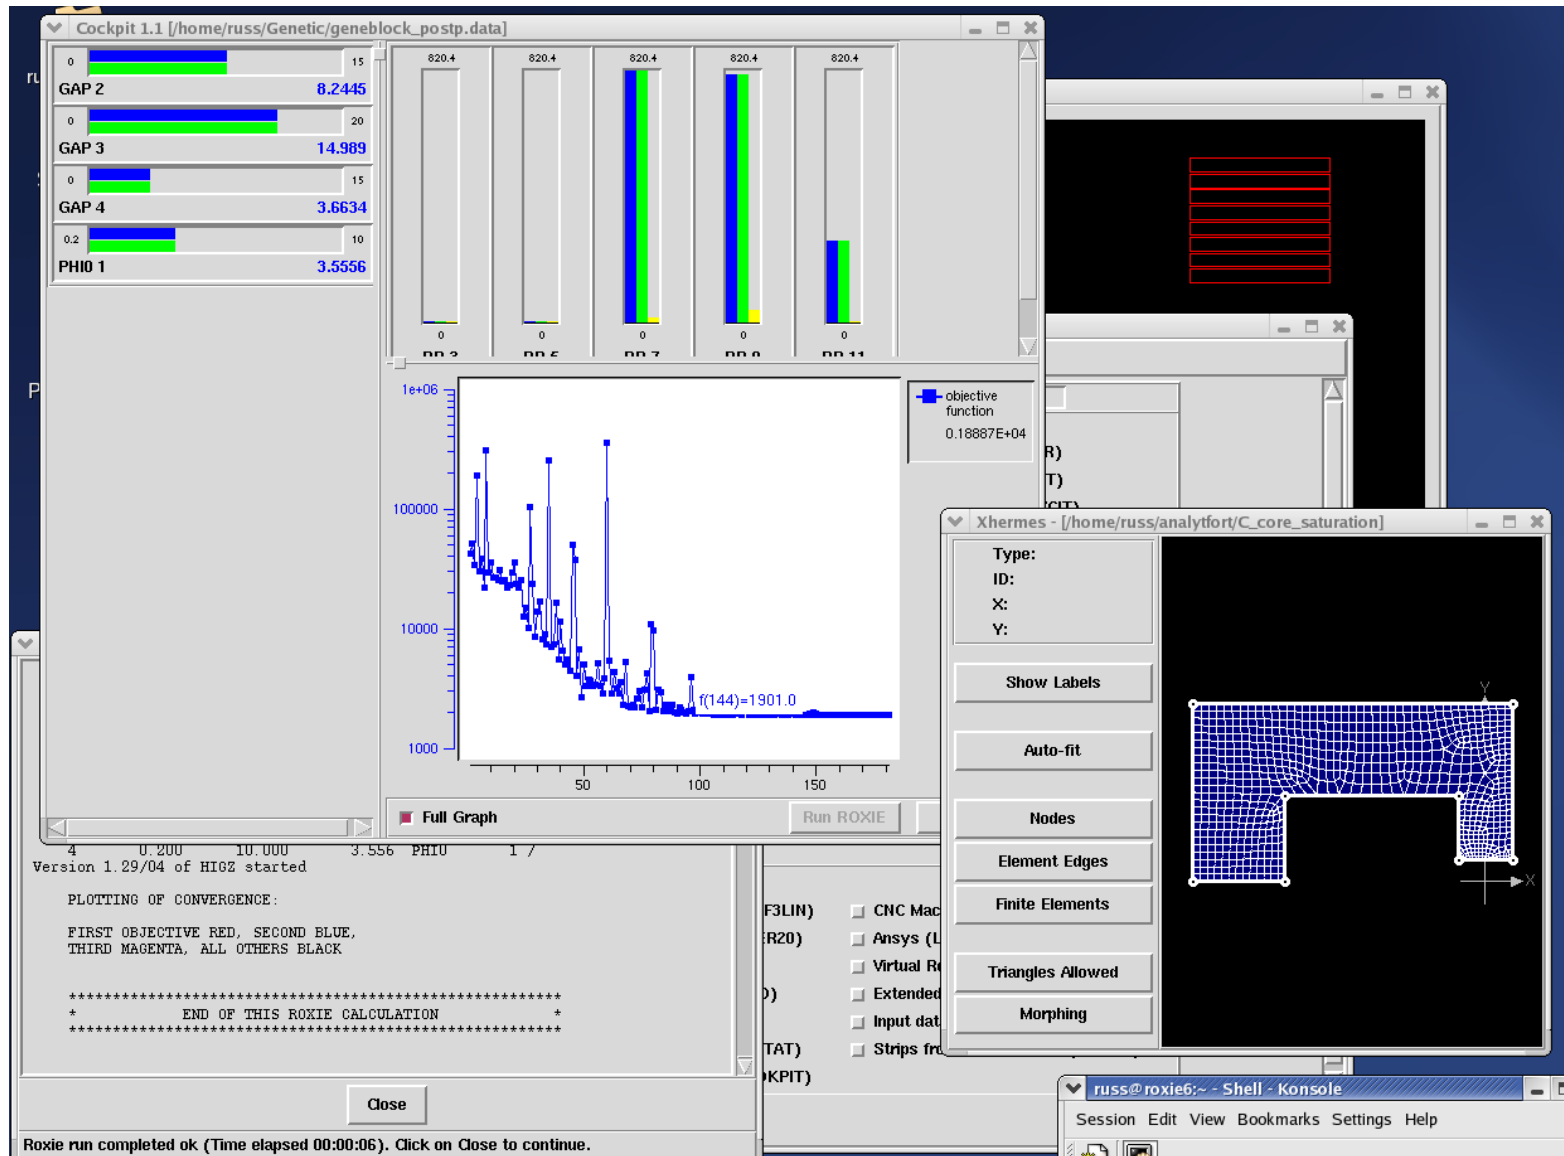 Cockpit 1.1 [/home/russ/Genetic/geneblock_postp.data]
0 15
GAP 2 8.2445
0 20
GAP 3 14.989
0 15
GAP 4 3.6634
0.2 10
PHI0 1 3.5556
820.4 820.4 820.4 820.4 820.4
0 0 0 0 0
1e+06
100000
10000
1000
50 100 150
f(144)=1901.0
objective
function
0.18887E+04
Full Graph
Run ROXIE
R)
T)
Xhermes - [/home/russ/analytfort/C_core_saturation]
Type:
ID:
X:
Y:
Show Labels
Auto-fit
Nodes
Element Edges
Finite Elements
Triangles Allowed
Morphing
Y
X
4 0.200 10.000 3.556 PHI0 1 /
Version 1.29/04 of HIGZ started
PLOTTING OF CONVERGENCE:
FIRST OBJECTIVE RED, SECOND BLUE,
THIRD MAGENTA, ALL OTHERS BLACK
******************************************************
* END OF THIS ROXIE CALCULATION *
******************************************************
Close
Roxie run completed ok (Time elapsed 00:00:06). Click on Close to continue.
F3LIN) CNC Mac
ER20) Ansys (L
Virtual Re
) Extended
Input dat
TAT) Strips fro
KPIT)
russ@roxie6:~ - Shell - Konsole
Session Edit View Bookmarks Settings Help